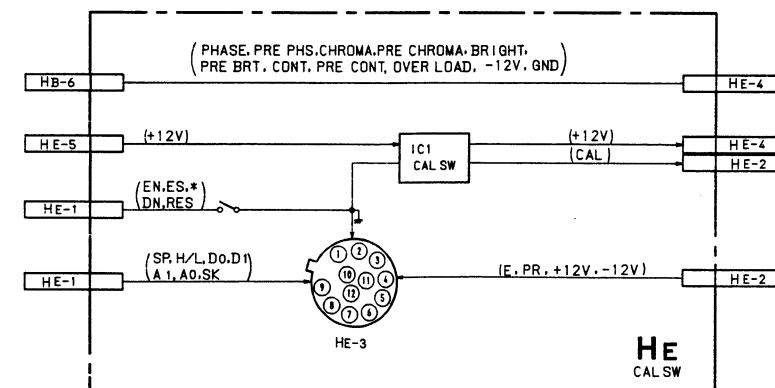 (PHASE, PRE PHS.CHROMA.PRE CHROMA, BRIGHT,
PRE BRT, CONT, PRE CONT, OVER LOAD, -12V, GND)
HB-6
HE-4
HE-5
(+12V)
IC1
CAL SW
(+12V)
HE-4
(CAL)
HE-2
HE-1
(EN,ES,*
DN,RES)
HE-1
(SP, H/L, D0, D1
A1, A0, SK)
1
2
3
10
11
4
9
12
5
8
7
6
(E, PR, +12V, -12V)
HE-2
HE-3
HE
CAL SW